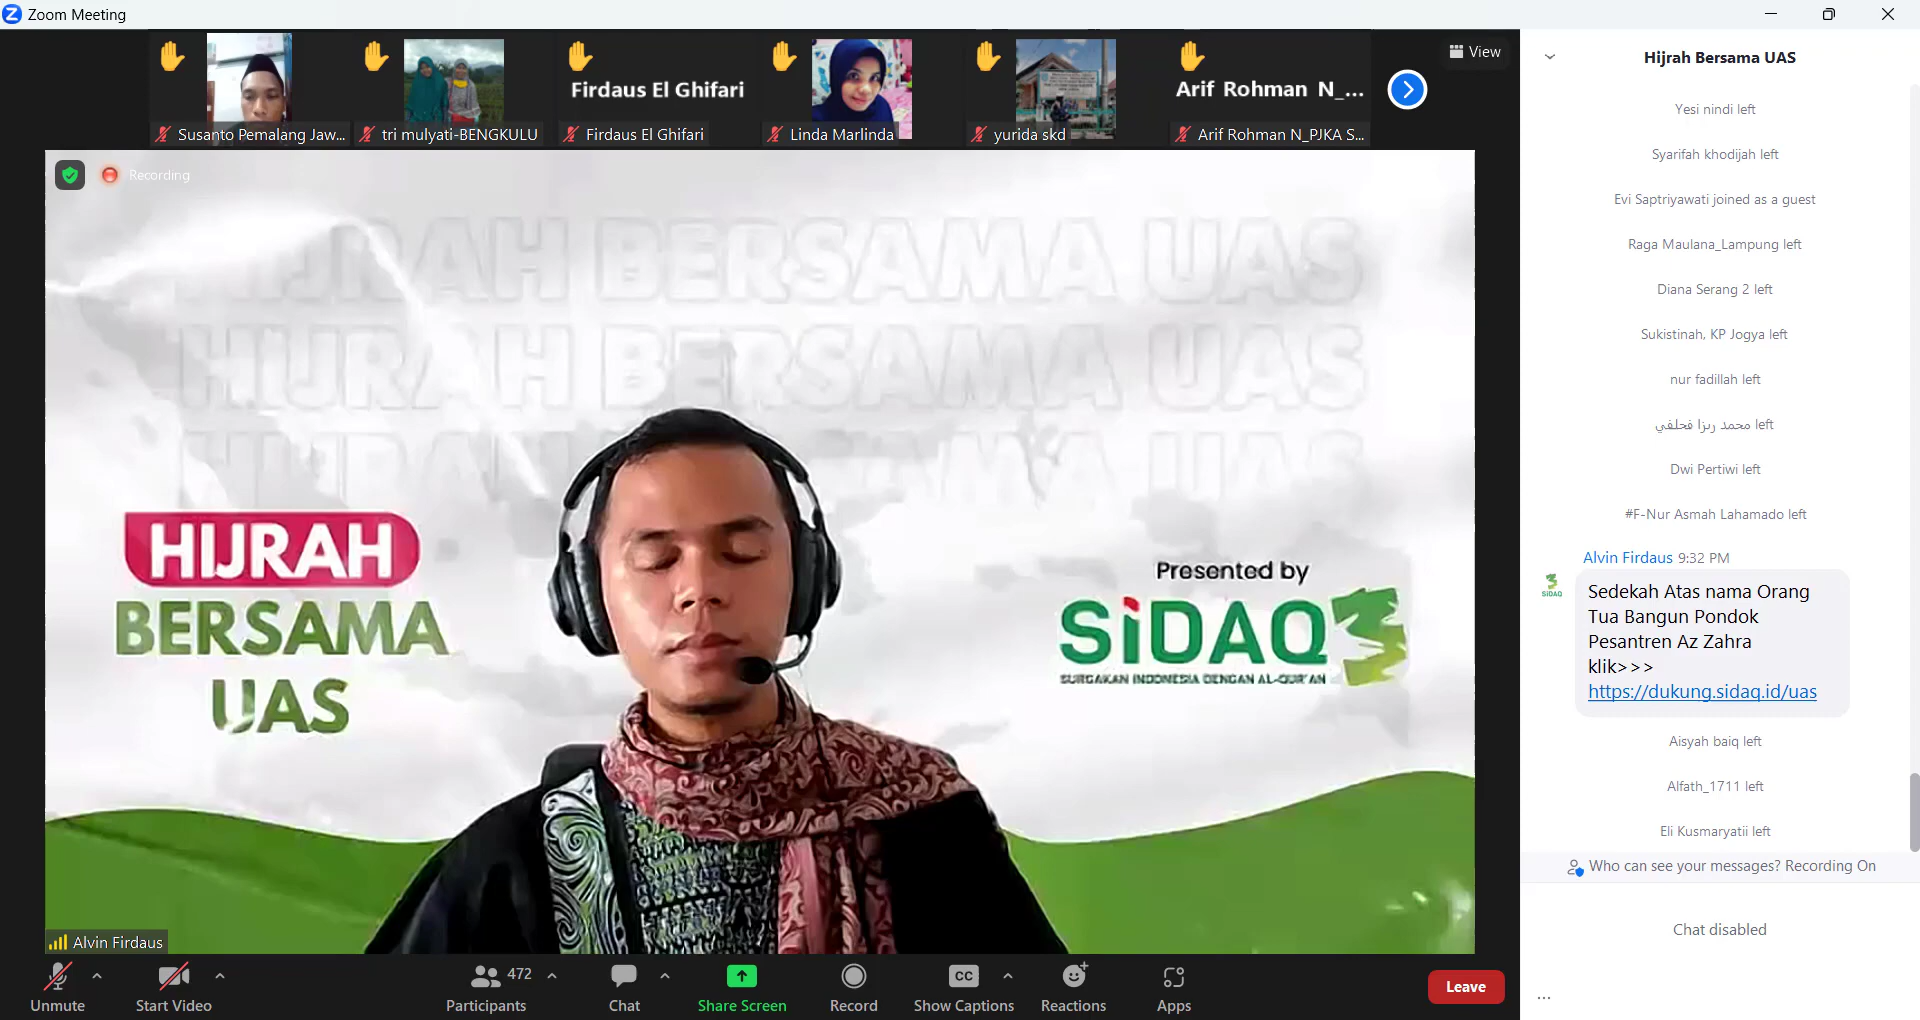 Zoom Meeting
View
Firdaus El Ghifari
Arif Rohman N_...
Susanto Pemalang Jaw...
tri mulyati-BENGKULU
Firdaus El Ghifari
Linda Marlinda
yurida skd
Arif Rohman N_PJKA S...
Recording
HIJRAH BERSAMA UAS
HIJRAH BERSAMA UAS
HIJRAH
BERSAMA
UAS
Presented by
SiDAQ
SURGAKAN INDONESIA DENGAN AL-QUR'AN
Alvin Firdaus
Unmute
Start Video
472
Participants
Chat
Share Screen
Record
CC
Show Captions
Reactions
Apps
Leave
Hijrah Bersama UAS
Yesi nindi left
Syarifah khodijah left
Evi Saptriyawati joined as a guest
Raga Maulana_Lampung left
Diana Serang 2 left
Sukistinah, KP Jogya left
nur fadillah left
left
Dwi Pertiwi left
#F-Nur Asmah Lahamado left
Alvin Firdaus 9:32 PM
SiDAQ
Sedekah Atas nama Orang
Tua Bangun Pondok
Pesantren Az Zahra
klik>>>
https://dukung.sidaq.id/uas
Aisyah baiq left
Alfath_1711 left
Eli Kusmaryatii left
Who can see your messages? Recording On
Chat disabled
...